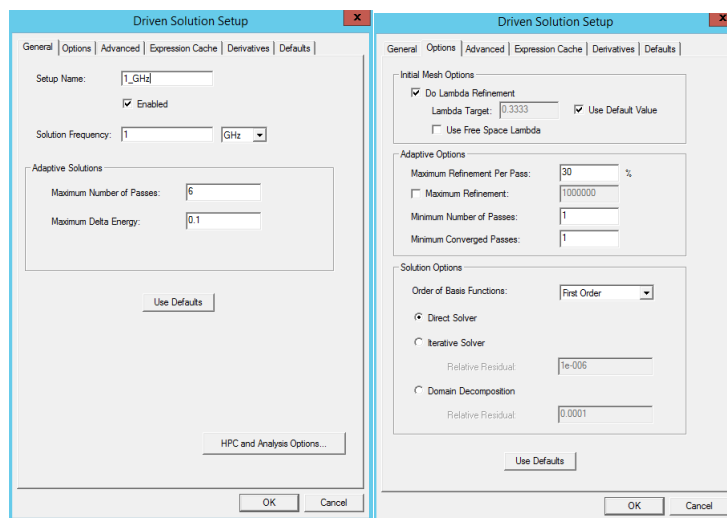 Driven Solution Setup
x
General Options Advanced Expression Cache Derivatives Defaults
Setup Name: 1_GHz
Enabled
Solution Frequency: 1 GHz
Adaptive Solutions
Maximum Number of Passes: 6
Maximum Delta Energy: 0.1
Use Defaults
HPC and Analysis Options...
OK Cancel
Driven Solution Setup
x
General Options Advanced Expression Cache Derivatives Defaults
Initial Mesh Options
Do Lambda Refinement
Lambda Target: 0.3333 Use Default Value
Use Free Space Lambda
Adaptive Options
Maximum Refinement Per Pass: 30 %
Maximum Refinement: 1000000
Minimum Number of Passes: 1
Minimum Converged Passes: 1
Solution Options
Order of Basis Functions: First Order
Direct Solver
Iterative Solver
Relative Residual: 1e-006
Domain Decomposition
Relative Residual: 0.0001
Use Defaults
OK Cancel